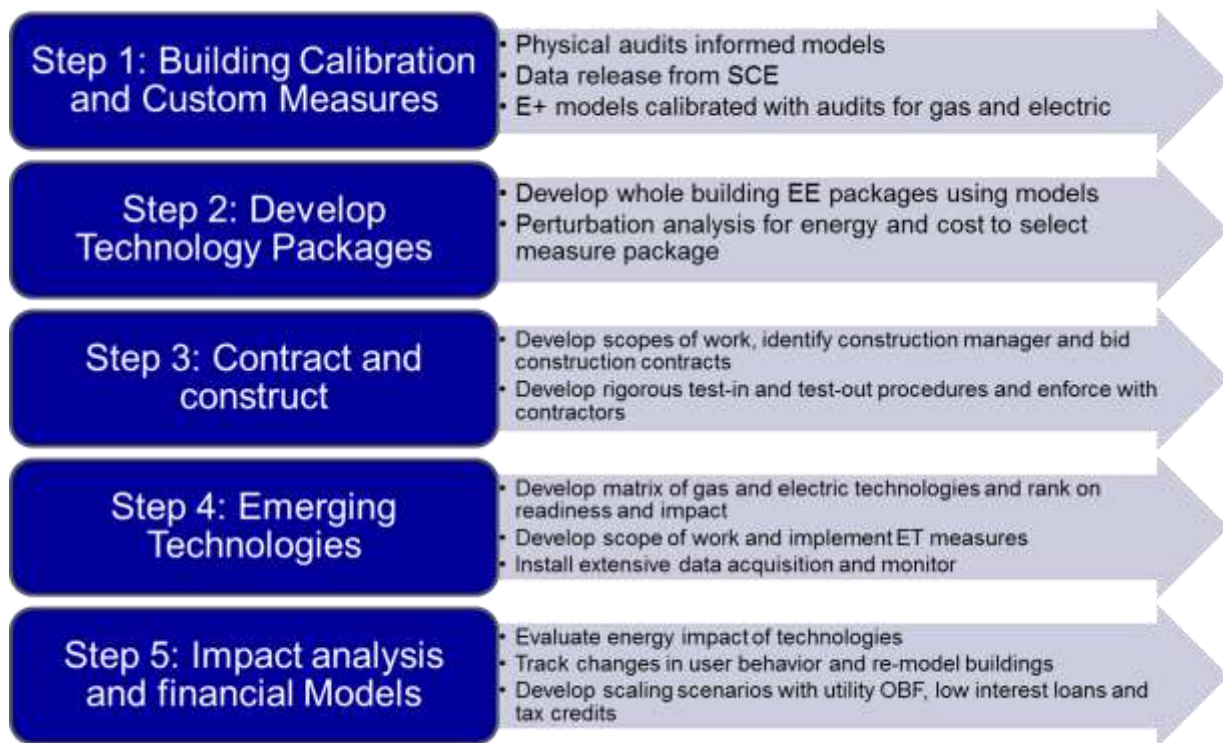 Step 1: Building Calibration
and Custom Measures
• Physical audits informed models
• Data release from SCE
• E+ models calibrated with audits for gas and electric
Step 2: Develop
Technology Packages
• Develop whole building EE packages using models
• Perturbation analysis for energy and cost to select
measure package
Step 3: Contract and
construct
• Develop scopes of work, identify construction manager and bid
construction contracts
• Develop rigorous test-in and test-out procedures and enforce with
contractors
Step 4: Emerging
Technologies
• Develop matrix of gas and electric technologies and rank on
readiness and impact
• Develop scope of work and implement ET measures
• Install extensive data acquisition and monitor
Step 5: Impact analysis
and financial Models
• Evaluate energy impact of technologies
• Track changes in user behavior and re-model buildings
• Develop scaling scenarios with utility OBF, low interest loans and
tax credits